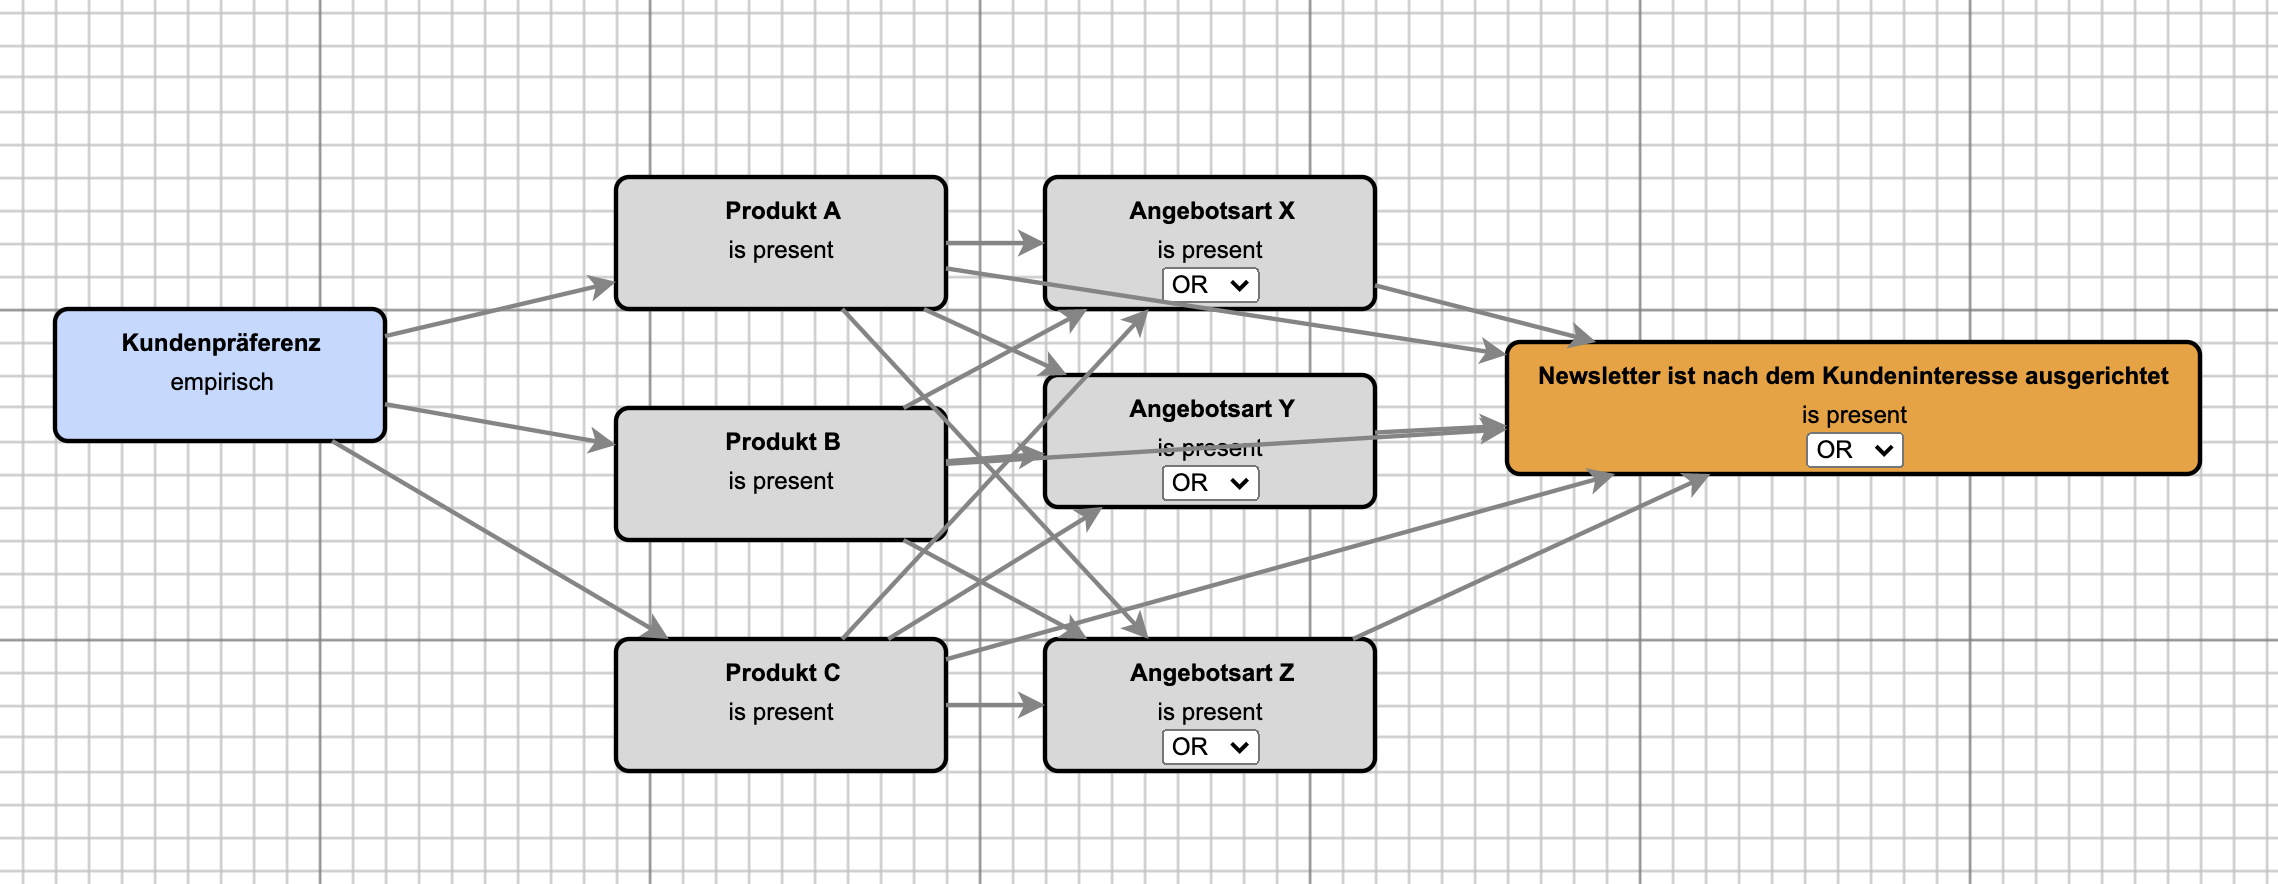 Kundenpräferenz
empirisch
Produkt A
is present
Produkt B
is present
Produkt C
is present
Angebotsart X
is present
OR
Angebotsart Y
is present
OR
Angebotsart Z
is present
OR
Newsletter ist nach dem Kundeninteresse ausgerichtet
is present
OR